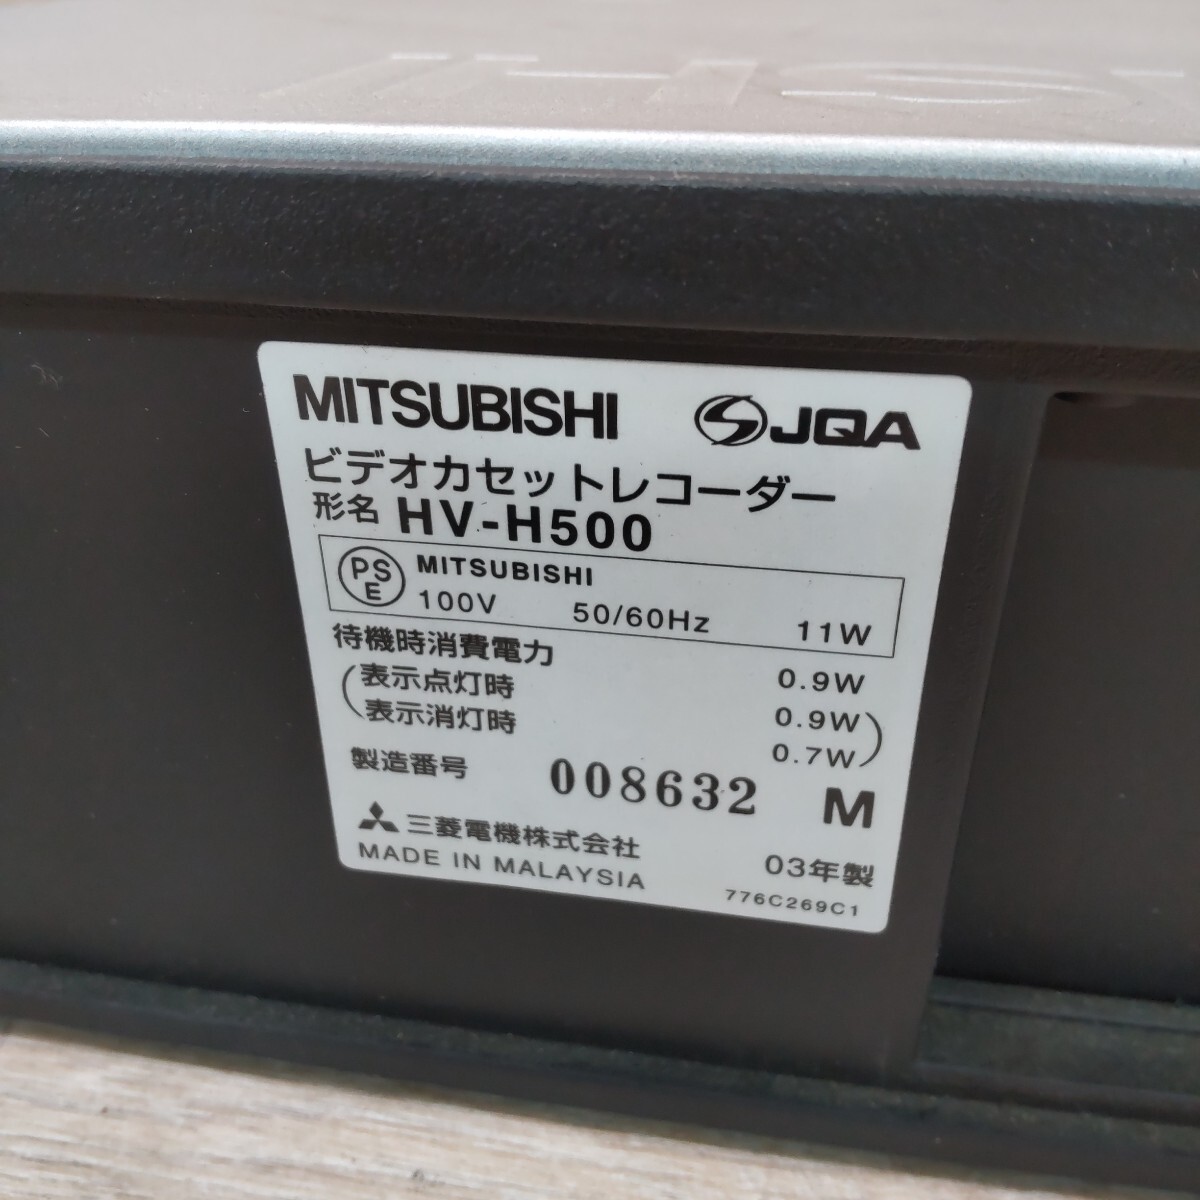 MITSUBISHI JQA
ビデオカセットレコーダー
形名 HV-H500
PSE MITSUBISHI
100V 50/60Hz 11W
待機時消費電力 0.9W
(表示点灯時 0.9W
表示消灯時 0.7W)
製造番号 008632 M
三菱電機株式会社 03年製
MADE IN MALAYSIA 776C269C1